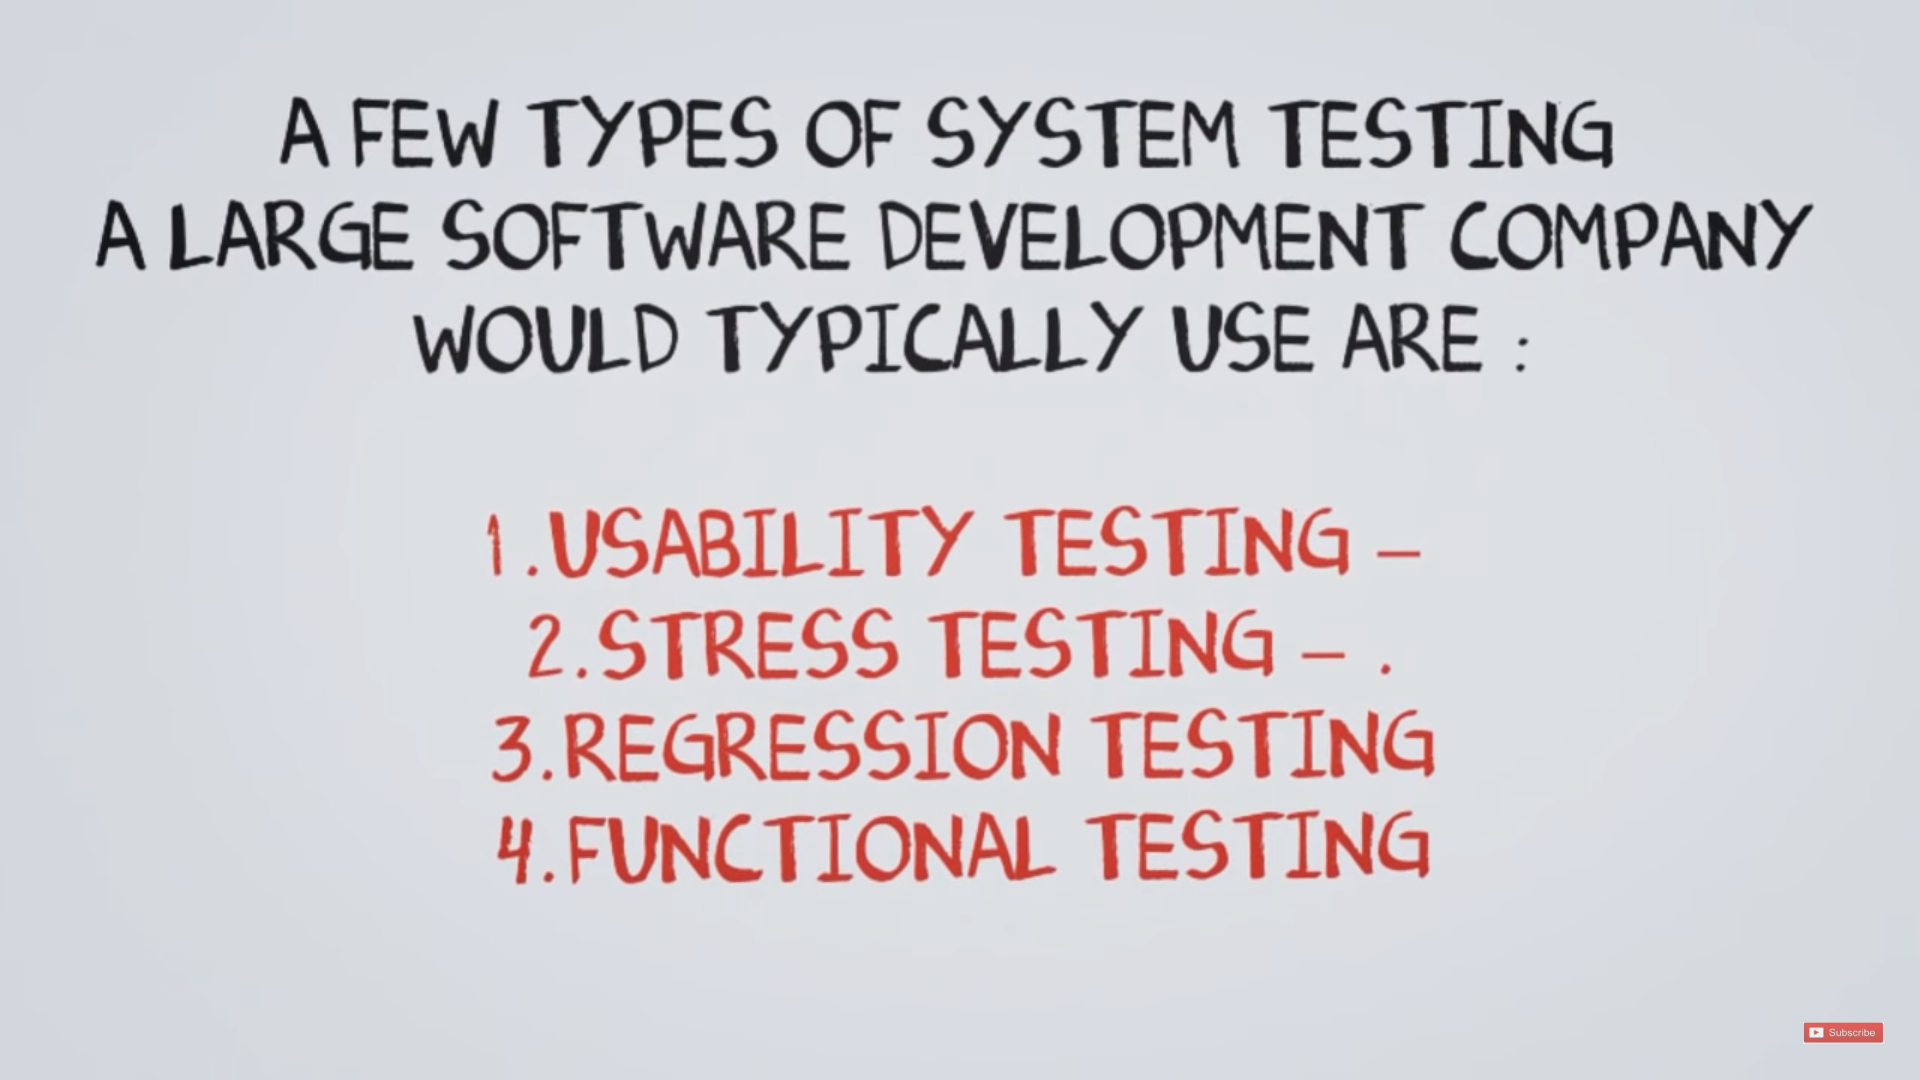 A FEW TYPES OF SYSTEM TESTING
A LARGE SOFTWARE DEVELOPMENT COMPANY
WOULD TYPICALLY USE ARE :
1.USABILITY TESTING –
2.STRESS TESTING – .
3.REGRESSION TESTING
4.FUNCTIONAL TESTING
Subscribe